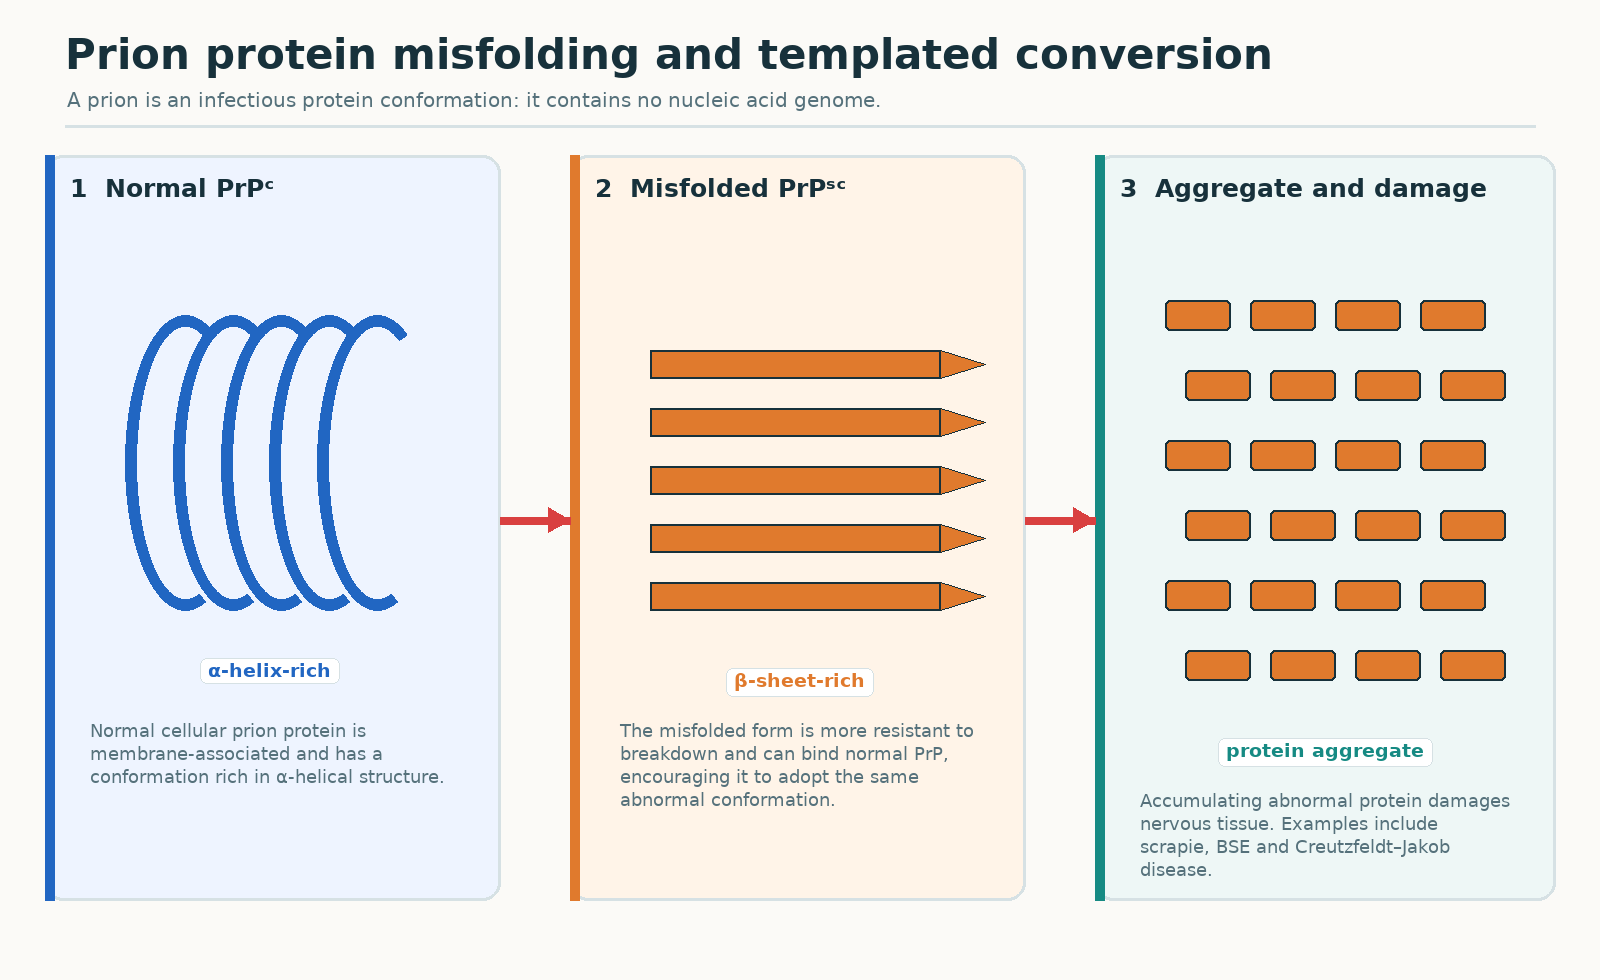 Prion protein misfolding and templated conversion
A prion is an infectious protein conformation: it contains no nucleic acid genome.
1 Normal PrPᶜ
α-helix-rich
Normal cellular prion protein is
membrane-associated and has a
conformation rich in α-helical structure.
2 Misfolded PrPˢᶜ
β-sheet-rich
The misfolded form is more resistant to
breakdown and can bind normal PrP,
encouraging it to adopt the same
abnormal conformation.
3 Aggregate and damage
protein aggregate
Accumulating abnormal protein damages
nervous tissue. Examples include
scrapie, BSE and Creutzfeldt–Jakob
disease.